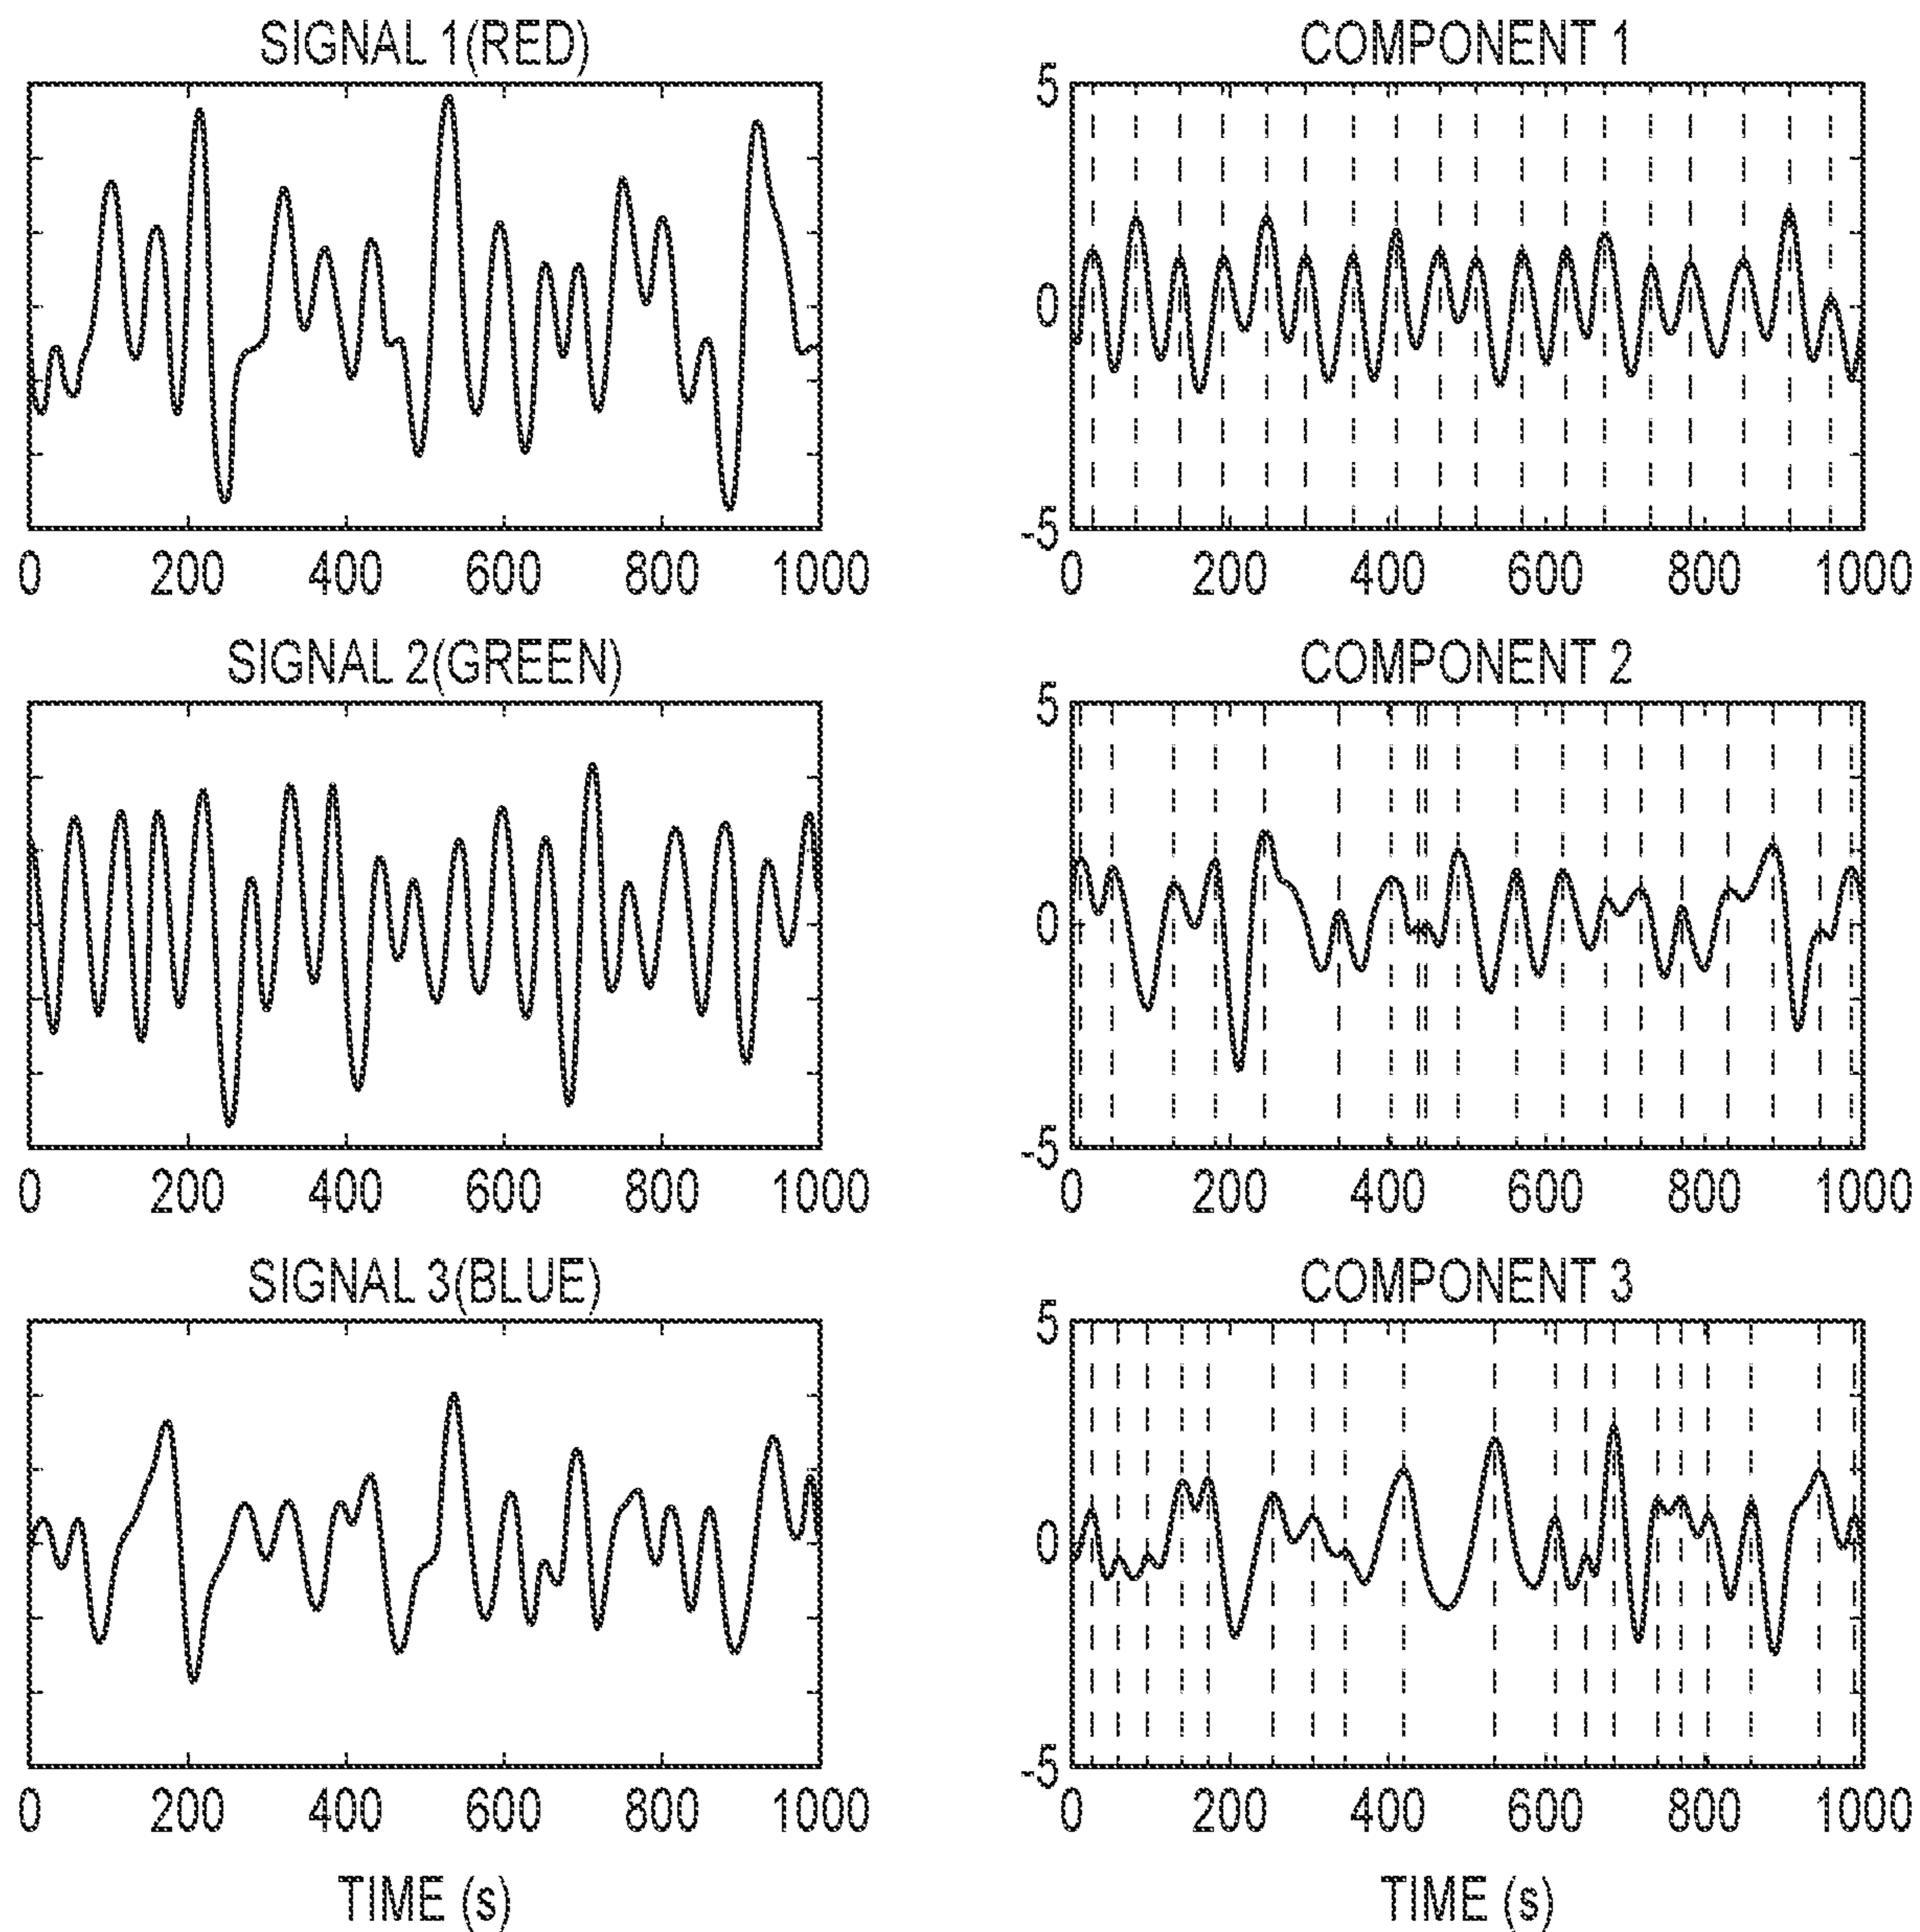 SIGNAL 1(RED)
COMPONENT 1
5
0
-5
0 200 400 600 800 1000
0 200 400 600 800 1000
SIGNAL 2(GREEN)
COMPONENT 2
5
0
-5
0 200 400 600 800 1000
0 200 400 600 800 1000
SIGNAL 3(BLUE)
COMPONENT 3
5
0
-5
0 200 400 600 800 1000
0 200 400 600 800 1000
TIME (s)
TIME (s)